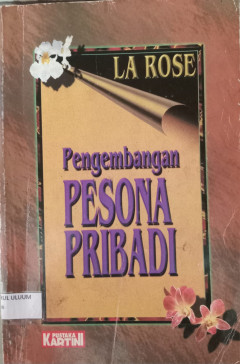 LA ROSE
Pengembangan
PESONA
PRIBADI
PUSTAKA
KARTINI